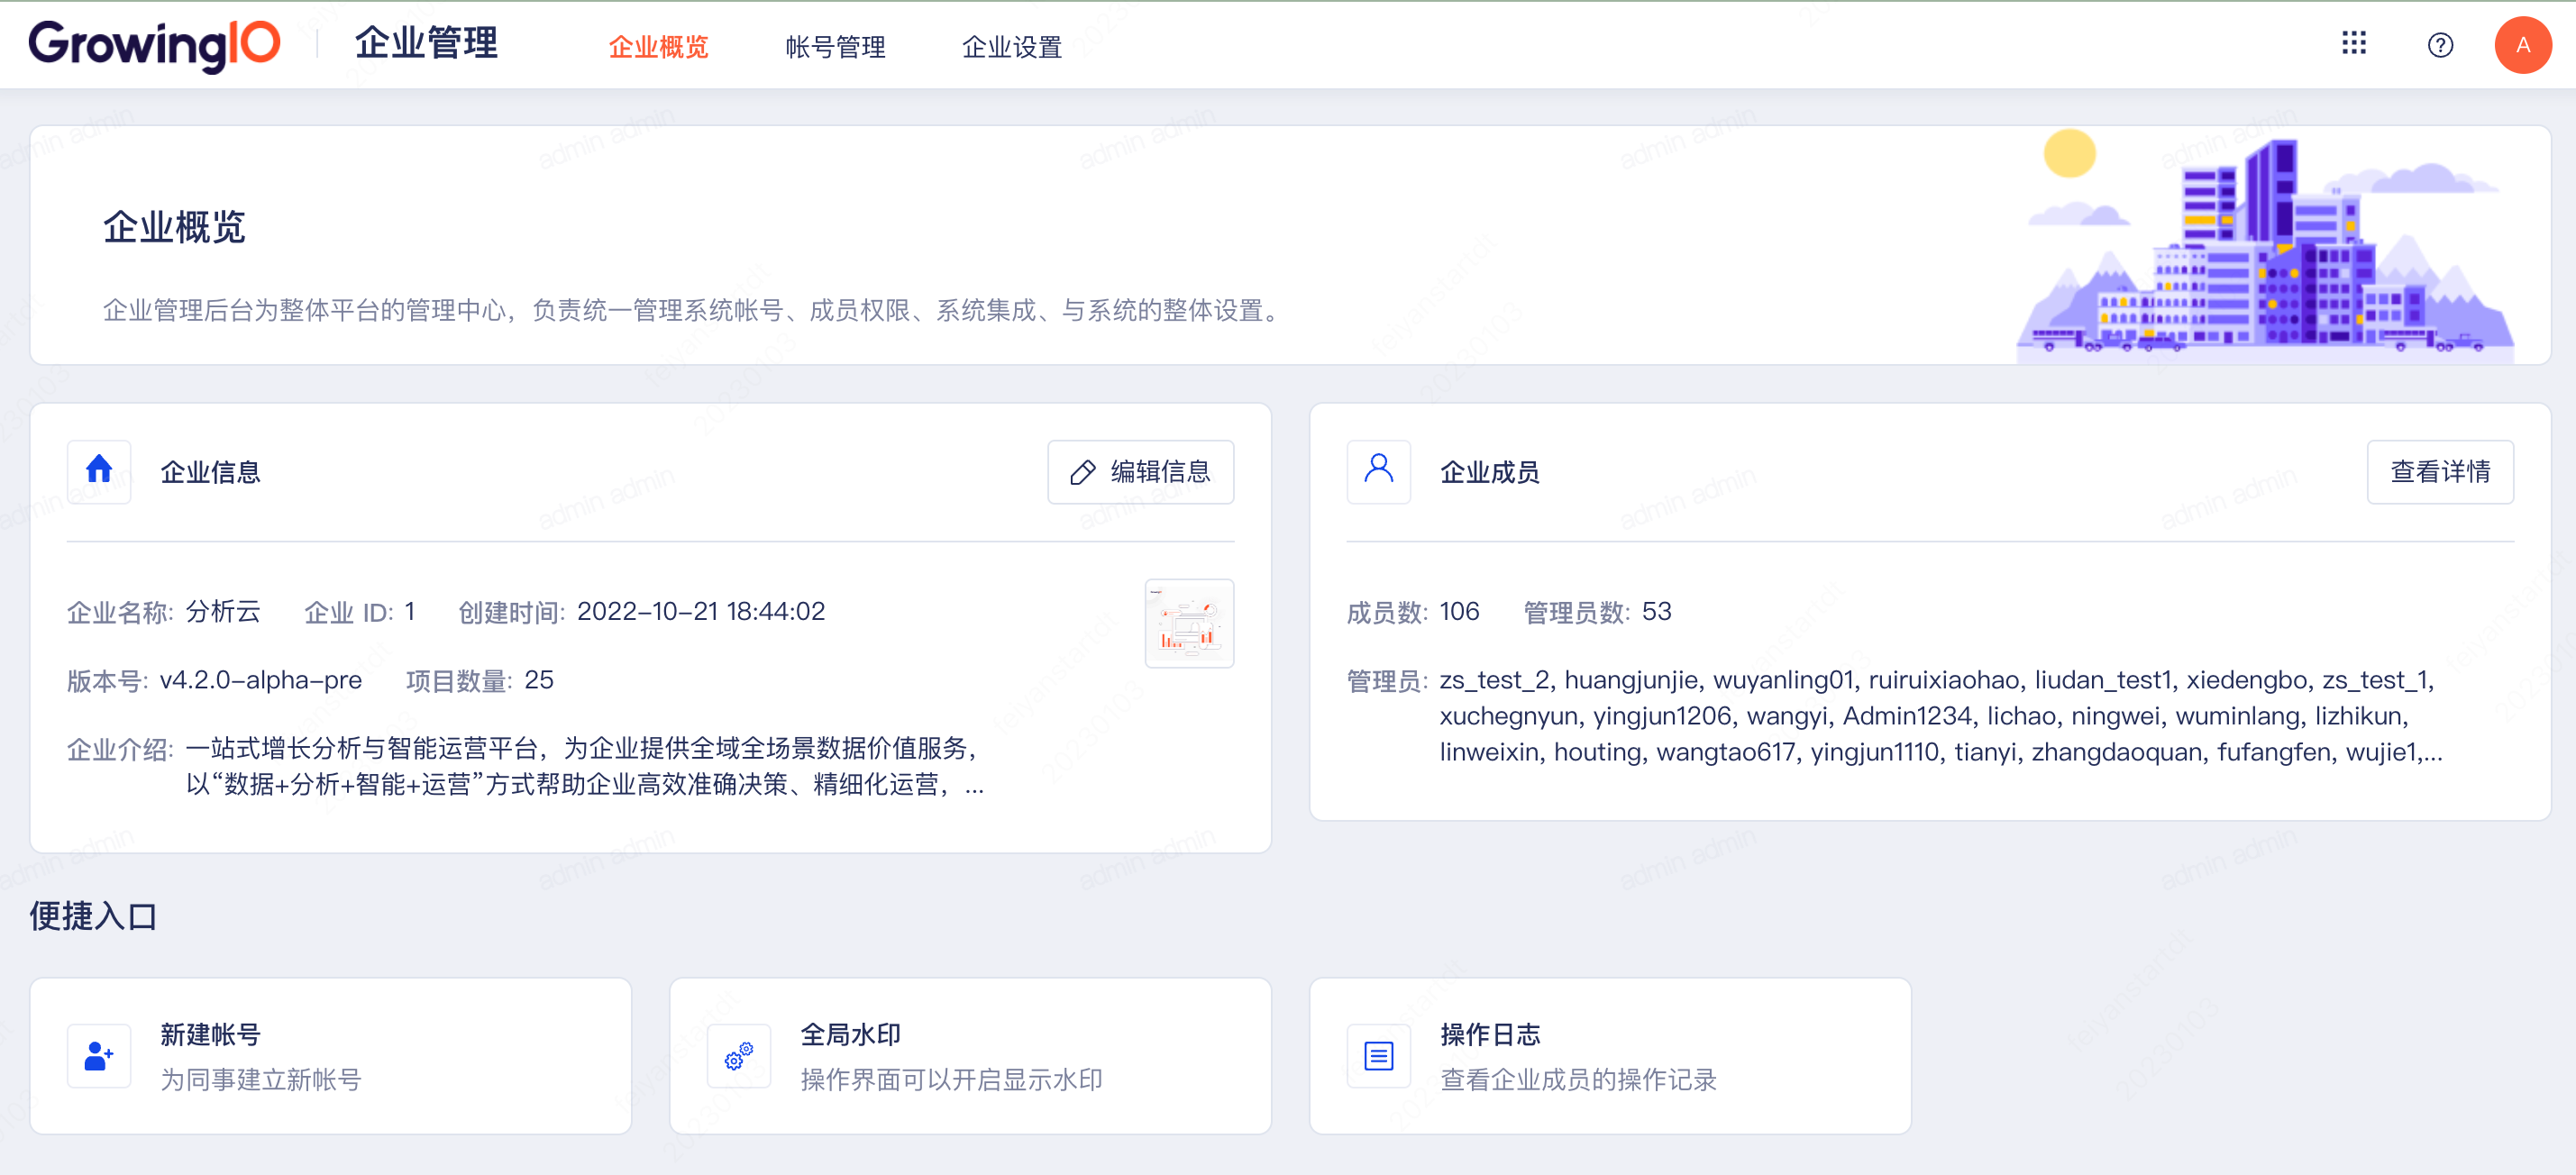 GrowingIO
企业管理
企业概览
帐号管理
企业设置
A
企业概览
企业管理后台为整体平台的管理中心，负责统一管理系统帐号、成员权限、系统集成、与系统的整体设置。
企业信息
编辑信息
企业名称: 分析云 企业 ID: 1 创建时间: 2022-10-21 18:44:02
版本号: v4.2.0-alpha-pre 项目数量: 25
企业介绍: 一站式增长分析与智能运营平台，为企业提供全域全场景数据价值服务，
以“数据+分析+智能+运营”方式帮助企业高效准确决策、精细化运营，...
企业成员
查看详情
成员数: 106 管理员数: 53
管理员: zs_test_2, huangjunjie, wuyanling01, ruiruixiaohao, liudan_test1, xiedengbo, zs_test_1,
xuchegnyun, yingjun1206, wangyi, Admin1234, lichao, ningwei, wuminlang, lizhikun,
linweixin, houting, wangtao617, yingjun1110, tianyi, zhangdaoquan, fufangfen, wujie1,...
便捷入口
新建帐号
为同事建立新帐号
全局水印
操作界面可以开启显示水印
操作日志
查看企业成员的操作记录
admin admin
feiyanstartdt
20230103